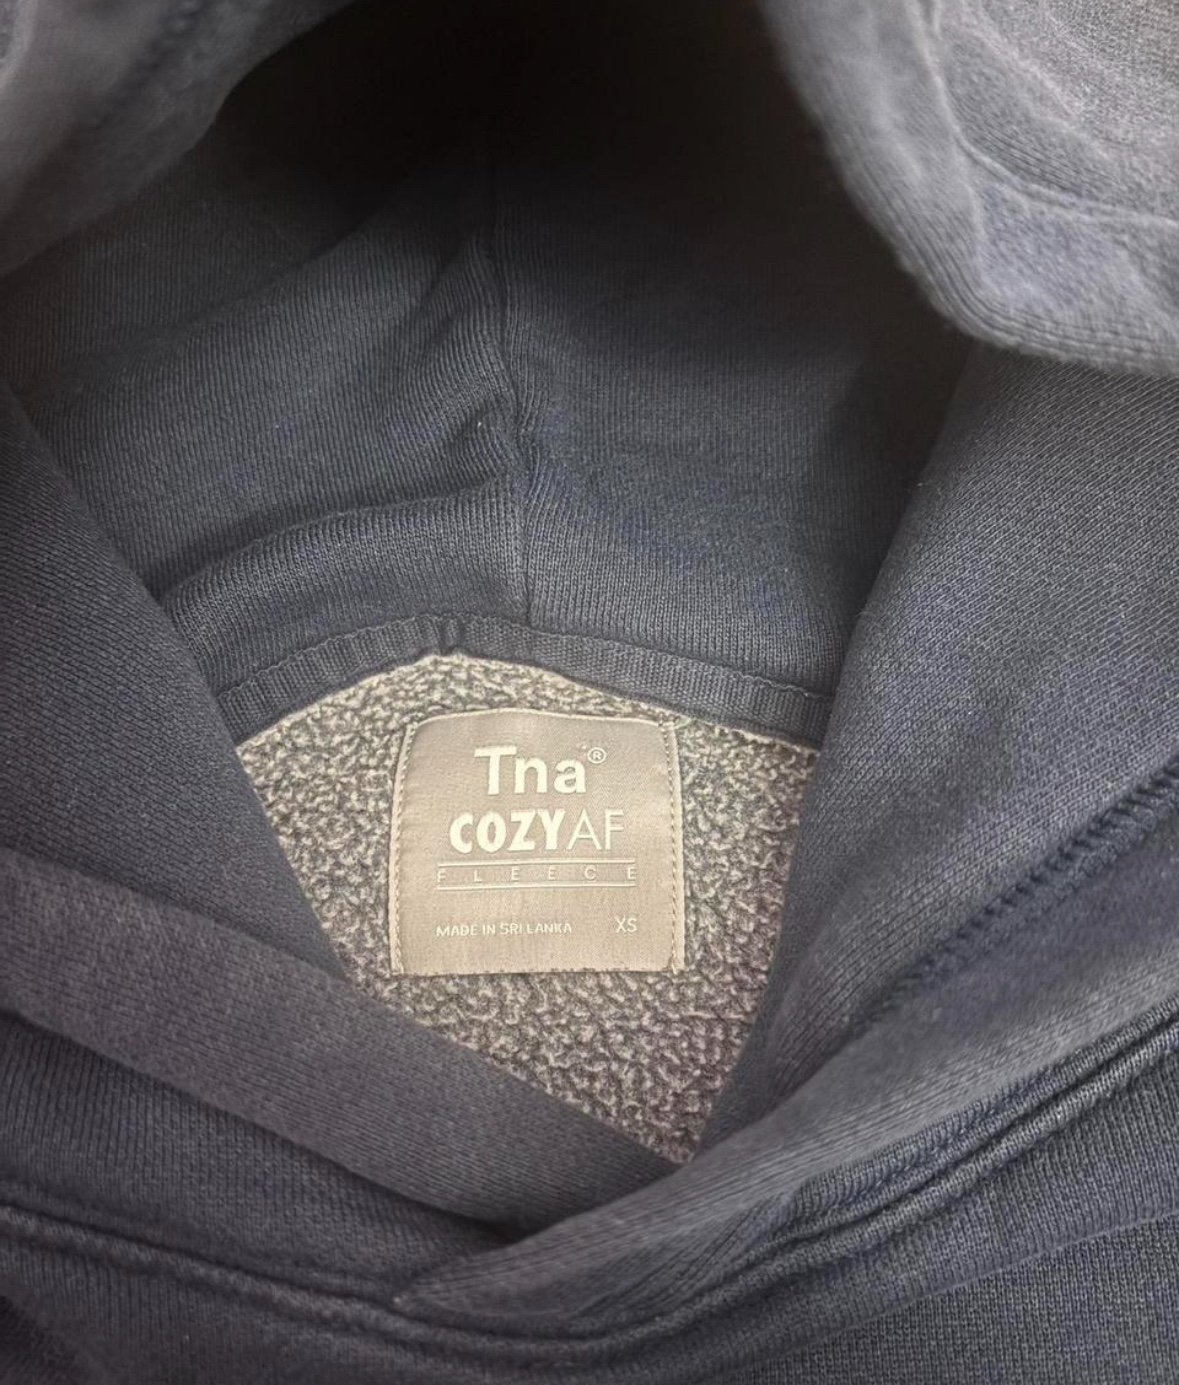 Tna®
COZYAF
FLEECE
MADE IN SRI LANKA XS